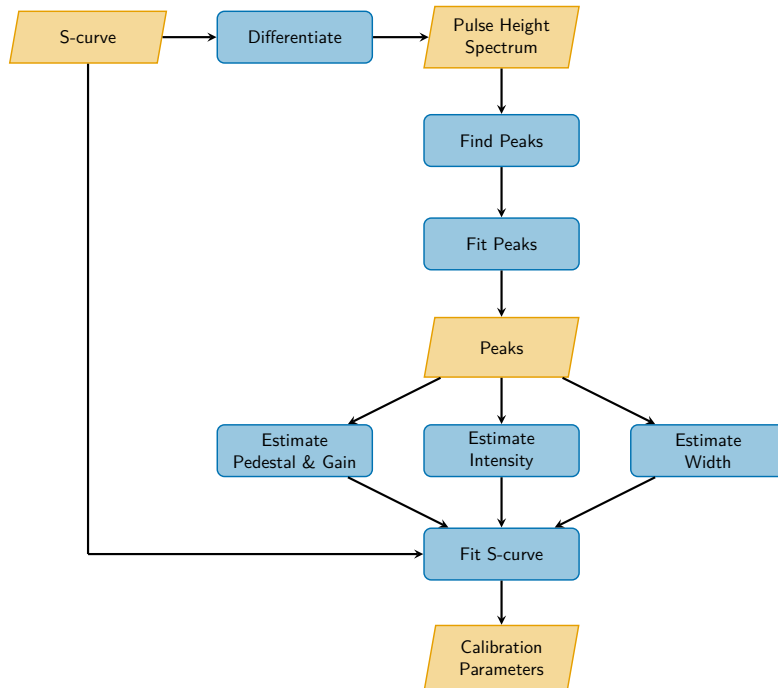 S-curve
Differentiate
Pulse Height
Spectrum
Find Peaks
Fit Peaks
Peaks
Estimate
Pedestal & Gain
Estimate
Intensity
Estimate
Width
Fit S-curve
Calibration
Parameters